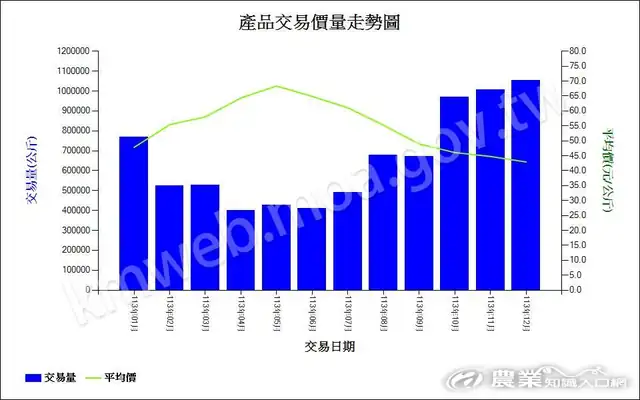 產品交易價量走勢圖
交易量(公斤)
1200000
1100000
1000000
900000
800000
700000
600000
500000
400000
300000
200000
100000
0
80.0
75.0
70.0
65.0
60.0
55.0
50.0
45.0
40.0
35.0
30.0
25.0
20.0
15.0
10.0
5.0
0.0
平均價(元/公斤)
113年01月
113年02月
113年03月
113年04月
113年05月
113年06月
113年07月
113年08月
113年09月
113年10月
113年11月
113年12月
交易日期
交易量
平均價
kmweb.moa.gov.tw
農業知識入口網